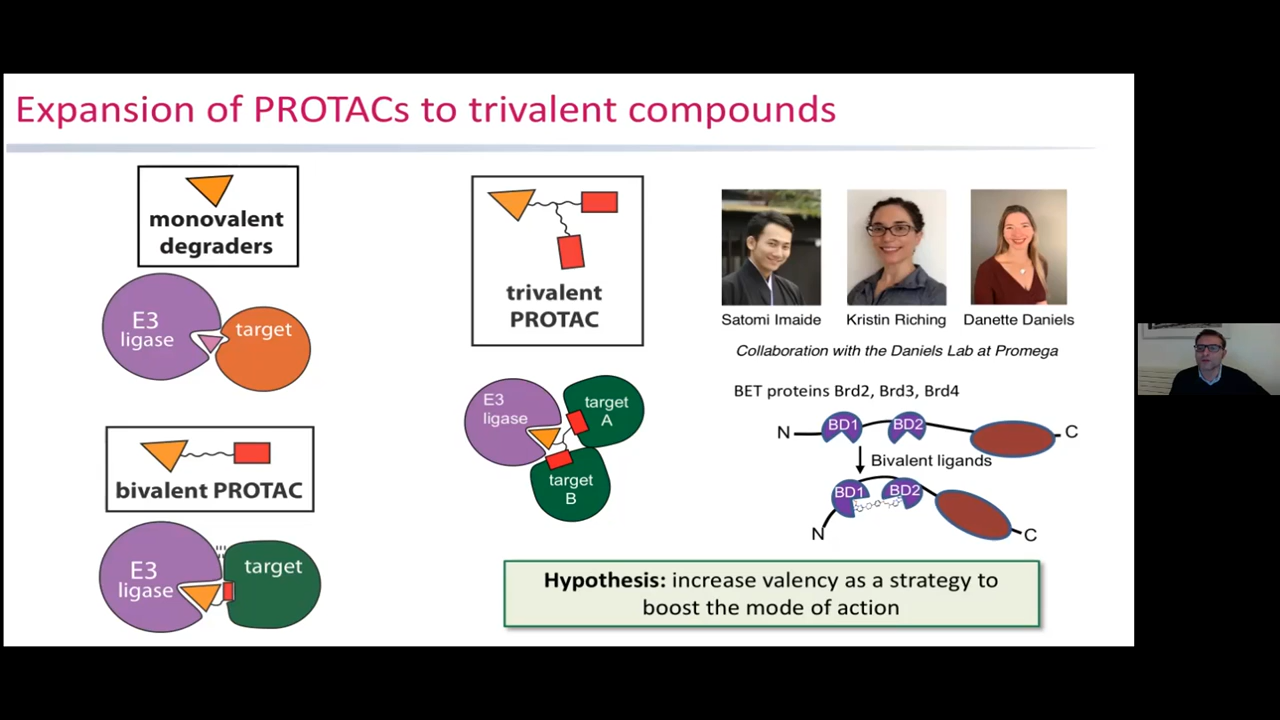 Expansion of PROTACs to trivalent compounds
monovalent
degraders
E3
ligase
target
bivalent PROTAC
E3
ligase
target
trivalent
PROTAC
E3
ligase
target
A
target
B
Satomi Imaide
Kristin Riching
Danette Daniels
Collaboration with the Daniels Lab at Promega
BET proteins Brd2, Brd3, Brd4
N
BD1
BD2
C
Bivalent ligands
BD1
BD2
N
C
Hypothesis: increase valency as a strategy to
boost the mode of action